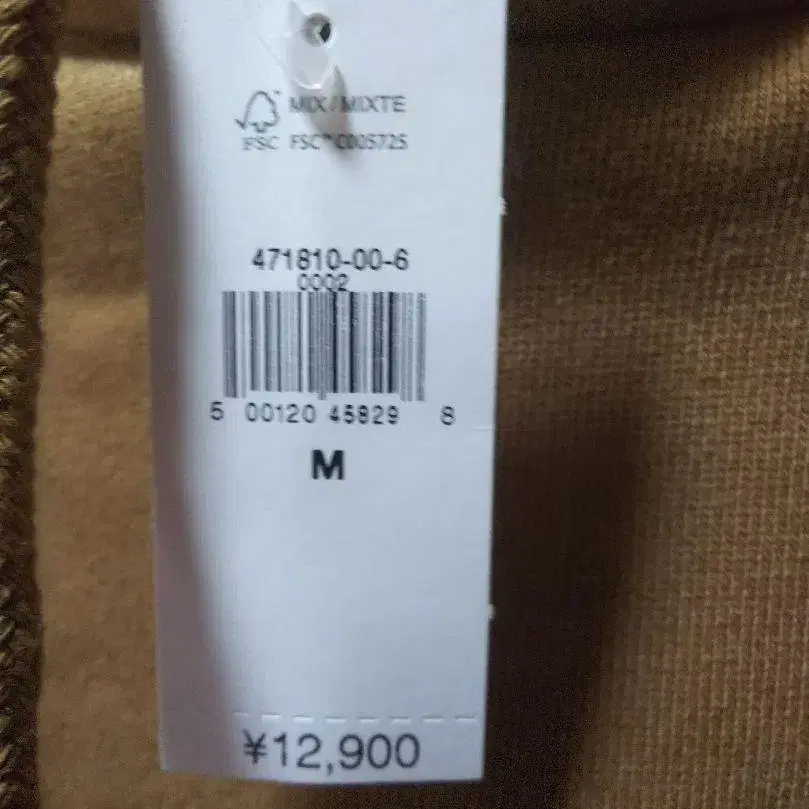 MIX / MIXTE
FSC FSC™ C005725
471810-00-6
0002
5 00120 45829 8
M
¥12,900